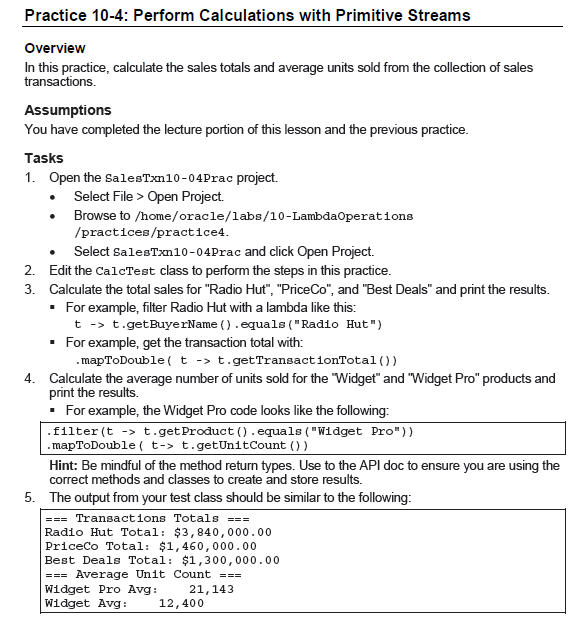 Practice 10-4: Perform Calculations with Primitive Streams
Overview
In this practice, calculate the sales totals and average units sold from the collection of sales
transactions.
Assumptions
You have completed the lecture portion of this lesson and the previous practice.
Tasks
1. Open the SalesTxn10-04Prac project.
• Select File > Open Project.
• Browse to /home/oracle/labs/10-LambdaOperations
/practices/practice4.
• Select SalesTxn10-04Prac and click Open Project.
2. Edit the CalcTest class to perform the steps in this practice.
3. Calculate the total sales for "Radio Hut", "PriceCo", and "Best Deals" and print the results.
▪ For example, filter Radio Hut with a lambda like this:
t -> t.getBuyerName().equals("Radio Hut")
▪ For example, get the transaction total with:
.mapToDouble( t -> t.getTransactionTotal())
4. Calculate the average number of units sold for the "Widget" and "Widget Pro" products and
print the results.
▪ For example, the Widget Pro code looks like the following:
.filter(t -> t.getProduct().equals("Widget Pro"))
.mapToDouble( t-> t.getUnitCount())
Hint: Be mindful of the method return types. Use to the API doc to ensure you are using the
correct methods and classes to create and store results.
5. The output from your test class should be similar to the following:
=== Transactions Totals ===
Radio Hut Total: $3,840,000.00
PriceCo Total: $1,460,000.00
Best Deals Total: $1,300,000.00
=== Average Unit Count ===
Widget Pro Avg: 21,143
Widget Avg: 12,400